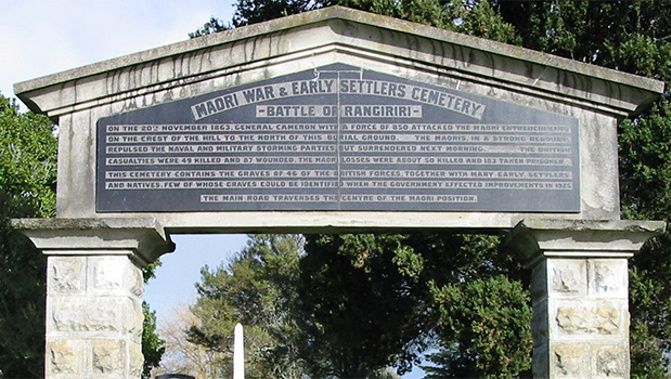 MAORI WAR & EARLY SETTLERS CEMETERY
-BATTLE OF RANGIRIRI-
ON THE 20TH NOVEMBER 1863, GENERAL CAMERON WITH A FORCE OF 850 ATTACKED THE MAORI ENTRENCHMENTS
ON THE CREST OF THE HILL TO THE NORTH OF THIS BURIAL GROUND. THE MAORIS, IN A STRONG REDOUBT
REPULSED THE NAVAL AND MILITARY STORMING PARTIES, BUT SURRENDERED NEXT MORNING. THE BRITISH
CASUALTIES WERE 49 KILLED AND 87 WOUNDED. THE MAORI LOSSES WERE ABOUT 50 KILLED AND 183 TAKEN PRISONER
THIS CEMETERY CONTAINS THE GRAVES OF 46 OF THE BRITISH FORCES, TOGETHER WITH MANY EARLY SETTLERS
AND NATIVES, FEW OF WHOSE GRAVES COULD BE IDENTIFIED WHEN THE GOVERNMENT EFFECTED IMPROVEMENTS IN 1925.
THE MAIN ROAD TRAVERSES THE CENTRE OF THE MAORI POSITION.